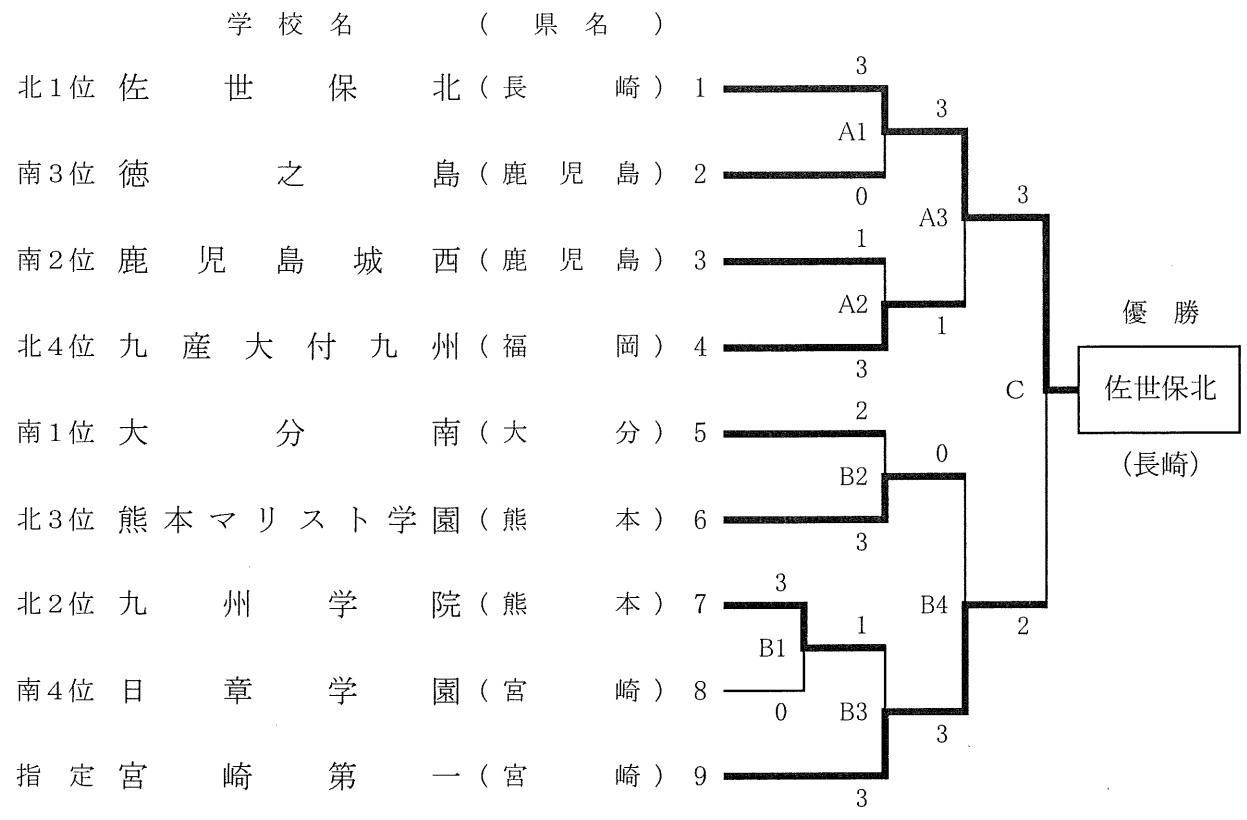 学校名 (県名)
北1位 佐世保北 (長崎) 1
南3位 徳之島 (鹿児島) 2
南2位 鹿児島城西 (鹿児島) 3
北4位 九産大付九州 (福岡) 4
南1位 大分南 (大分) 5
北3位 熊本マリスト学園 (熊本) 6
北2位 九州学院 (熊本) 7
南4位 日章学園 (宮崎) 8
指定 宮崎第一 (宮崎) 9
3
A1
0
1
A2
3
2
B2
3
3
B1
0
1
B3
3
3
A3
1
0
B4
3
3
C
2
優勝
佐世保北
(長崎)